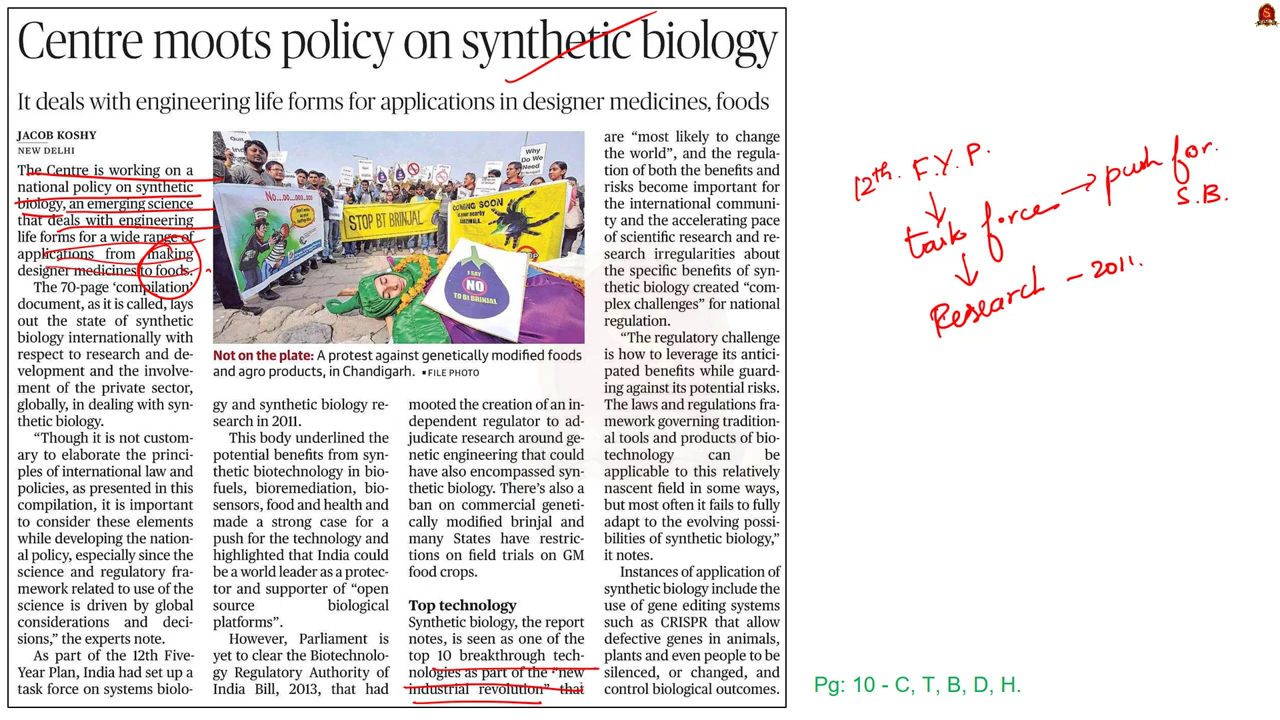 Centre moots policy on synthetic biology
It deals with engineering life forms for applications in designer medicines, foods
JACOB KOSHY
NEW DELHI
The Centre is working on a
national policy on synthetic
biology, an emerging science
that deals with engineering
life forms for a wide range of
applications from making
designer medicines to foods.
The 70-page ‘compilation’
document, as it is called, lays
out the state of synthetic
biology internationally with
respect to research and de-
velopment and the involve-
ment of the private sector,
globally, in dealing with syn-
thetic biology.
“Though it is not custom-
ary to elaborate the princi-
ples of international law and
policies, as presented in this
compilation, it is important
to consider these elements
while developing the nation-
al policy, especially since the
science and regulatory fra-
mework related to use of the
science is driven by global
considerations and deci-
sions,” the experts note.
As part of the 12th Five-
Year Plan, India had set up a
task force on systems biolo-
No...oo...ooo...ooo
STOP BT BRINJAL
COMING SOON
Why
Do We
Need
I SAY
NO
TO BT BRINJAL
Not on the plate: A protest against genetically modified foods
and agro products, in Chandigarh. ▪FILE PHOTO
gy and synthetic biology re-
search in 2011.
This body underlined the
potential benefits from syn-
thetic biotechnology in bio-
fuels, bioremediation, bio-
sensors, food and health and
made a strong case for a
push for the technology and
highlighted that India could
be a world leader as a protec-
tor and supporter of “open
source biological
platforms”.
However, Parliament is
yet to clear the Biotechnolo-
gy Regulatory Authority of
India Bill, 2013, that had
mooted the creation of an in-
dependent regulator to ad-
judicate research around ge-
netic engineering that could
have also encompassed syn-
thetic biology. There’s also a
ban on commercial geneti-
cally modified brinjal and
many States have restric-
tions on field trials on GM
food crops.
Top technology
Synthetic biology, the report
notes, is seen as one of the
top 10 breakthrough tech-
nologies as part of the “new
industrial revolution” that
are “most likely to change
the world”, and the regula-
tion of both the benefits and
risks become important for
the international communi-
ty and the accelerating pace
of scientific research and re-
search irregularities about
the specific benefits of syn-
thetic biology created “com-
plex challenges” for national
regulation.
“The regulatory challenge
is how to leverage its antici-
pated benefits while guard-
ing against its potential risks.
The laws and regulations fra-
mework governing tradition-
al tools and products of bio-
technology can be
applicable to this relatively
nascent field in some ways,
but most often it fails to fully
adapt to the evolving possi-
bilities of synthetic biology,”
it notes.
Instances of application of
synthetic biology include the
use of gene editing systems
such as CRISPR that allow
defective genes in animals,
plants and even people to be
silenced, or changed, and
control biological outcomes.
12th. F.Y.P.
task force → push for.
S.B.
Research - 2011.
Pg: 10 - C, T, B, D, H.